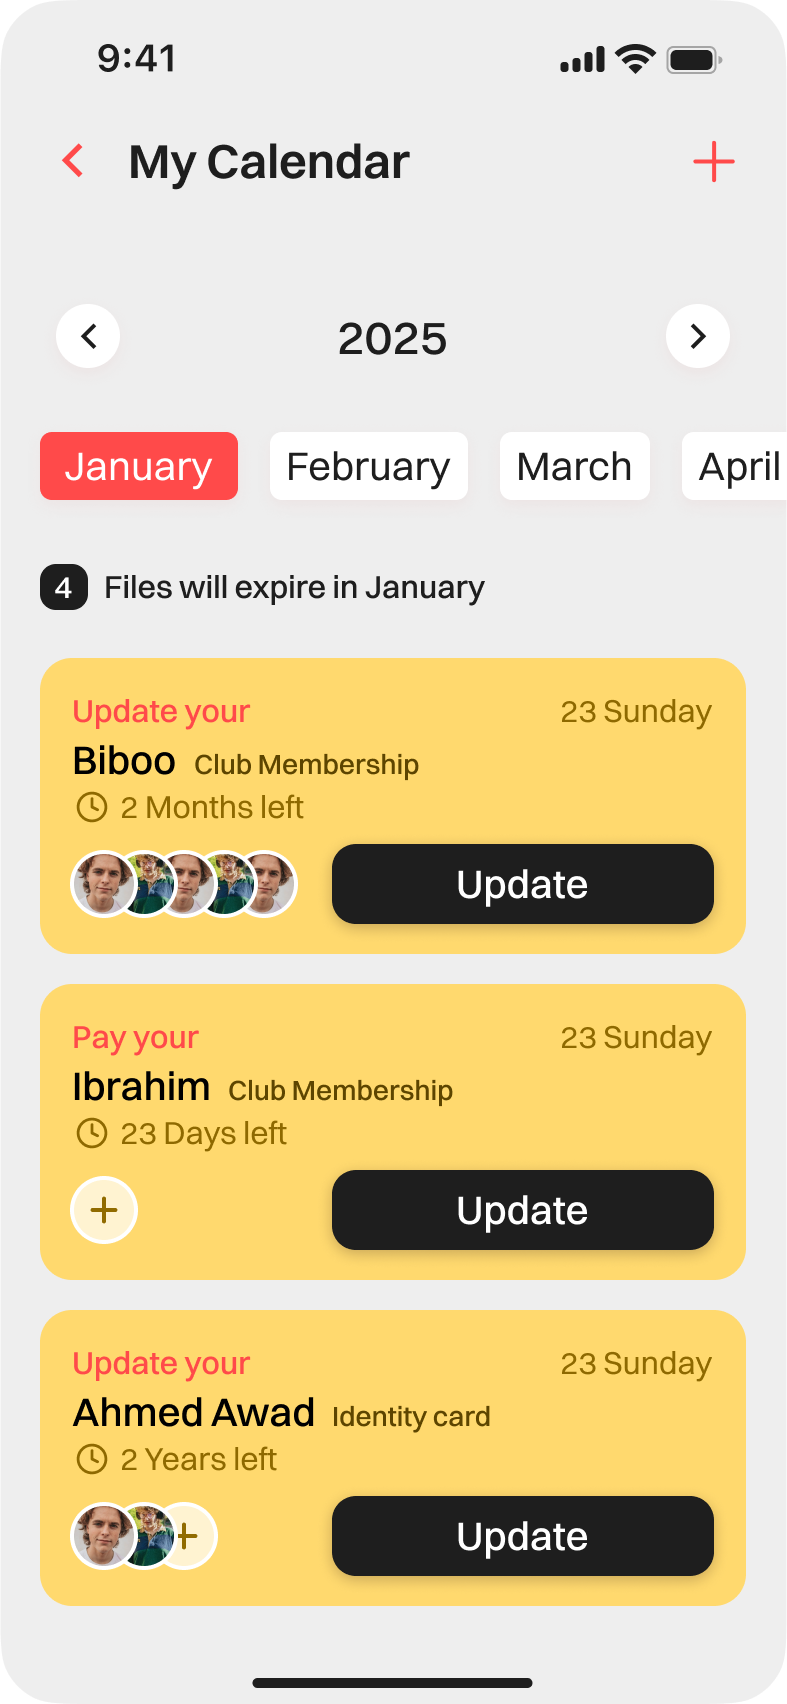 9:41
My Calendar
2025
January February March April
4 Files will expire in January
Update your 23 Sunday
Biboo Club Membership
2 Months left
Update
Pay your 23 Sunday
Ibrahim Club Membership
23 Days left
Update
Update your 23 Sunday
Ahmed Awad Identity card
2 Years left
Update